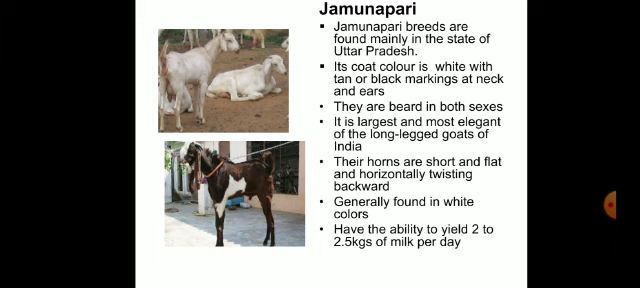 Jamunapari
▪ Jamunapari breeds are
found mainly in the state of
Uttar Pradesh.
▪ Its coat colour is white with
tan or black markings at neck
and ears
• They are beard in both sexes
• It is largest and most elegant
of the long-legged goats of
India
• Their horns are short and flat
and horizontally twisting
backward
• Generally found in white
colors
• Have the ability to yield 2 to
2.5kgs of milk per day